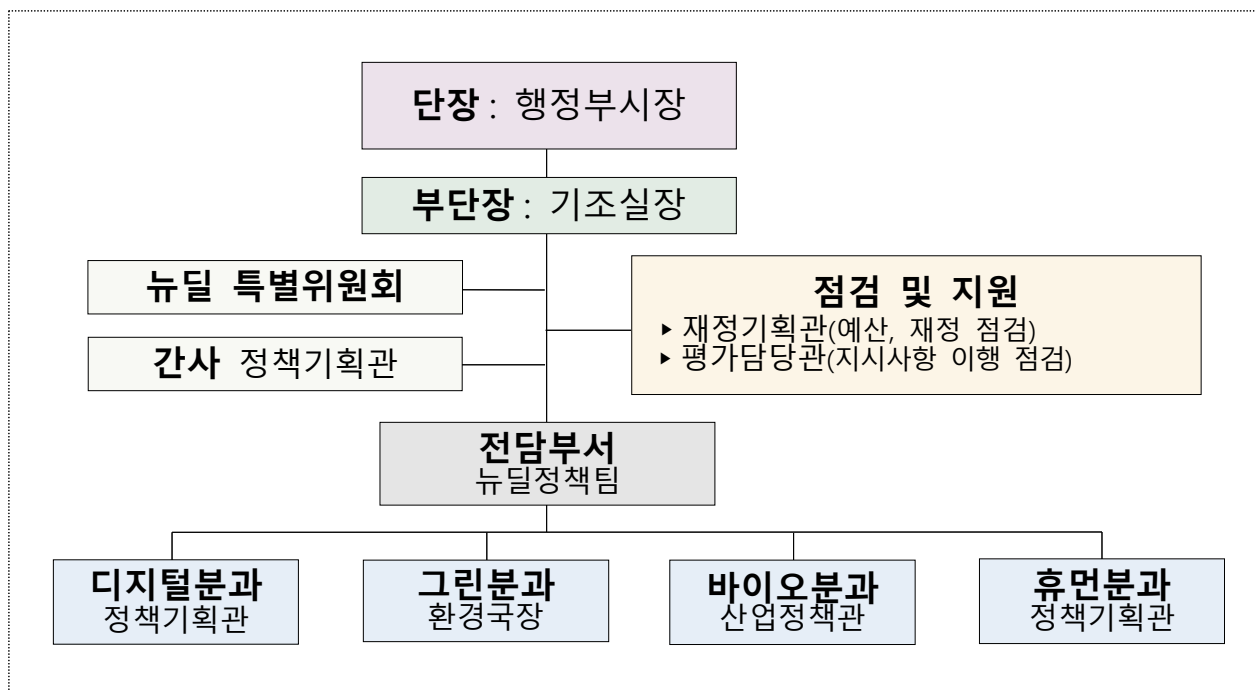 단장 : 행정부시장
부단장 : 기조실장
뉴딜 특별위원회
간사 정책기획관
점검 및 지원
▸ 재정기획관(예산, 재정 점검)
▸ 평가담당관(지시사항 이행 점검)
전담부서
뉴딜정책팀
디지털분과
정책기획관
그린분과
환경국장
바이오분과
산업정책관
휴먼분과
정책기획관